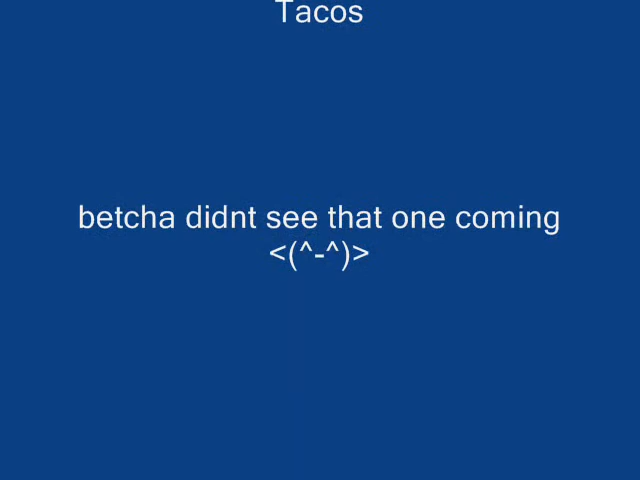 Tacos
betcha didnt see that one coming
<(^-^)>